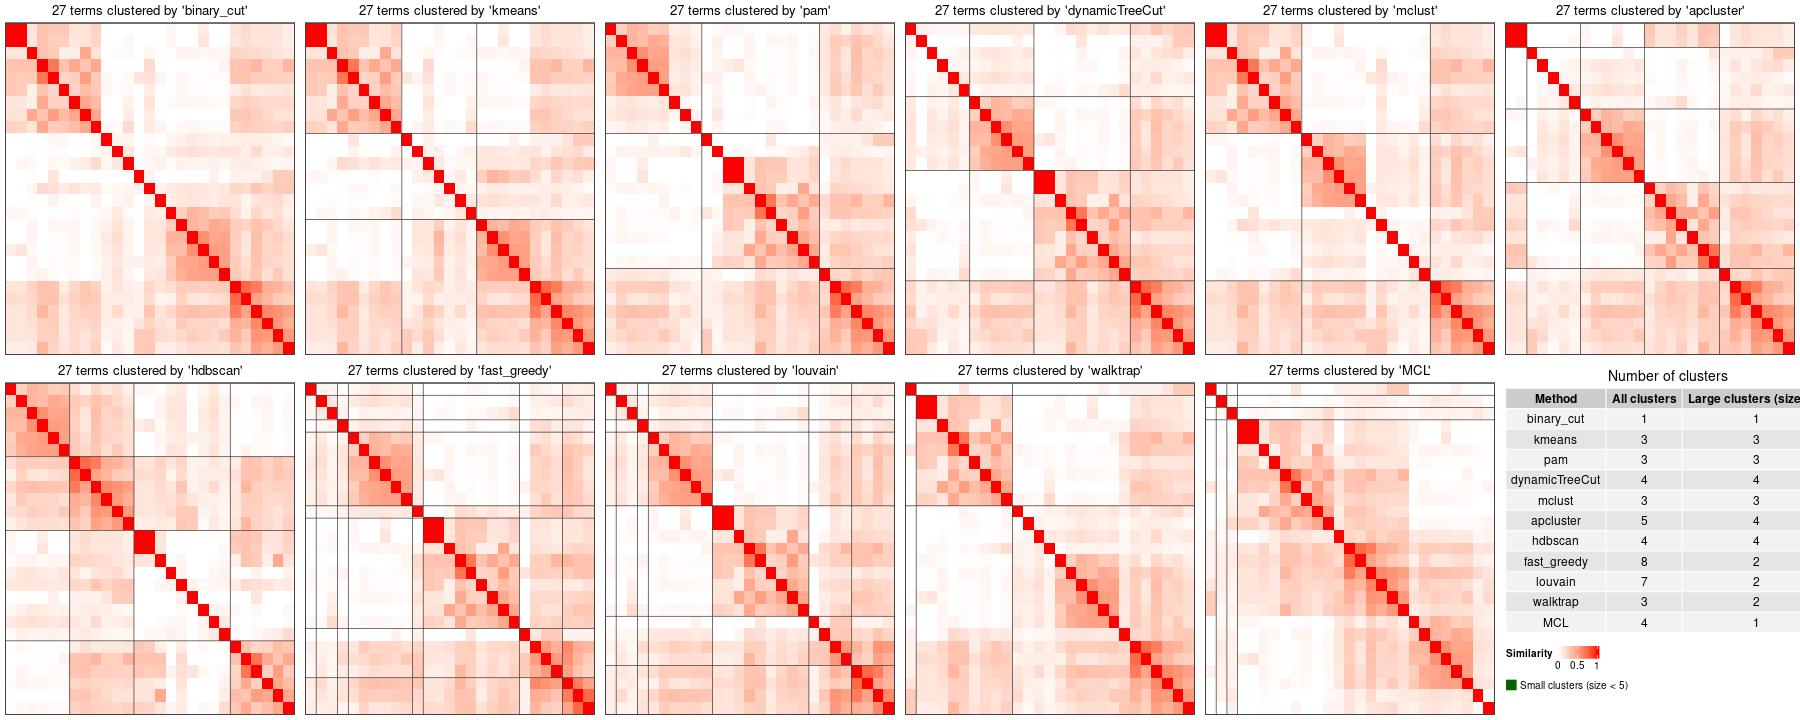 27 terms clustered by 'binary_cut'
27 terms clustered by 'kmeans'
27 terms clustered by 'pam'
27 terms clustered by 'dynamicTreeCut'
27 terms clustered by 'mclust'
27 terms clustered by 'apcluster'
27 terms clustered by 'hdbscan'
27 terms clustered by 'fast_greedy'
27 terms clustered by 'louvain'
27 terms clustered by 'walktrap'
27 terms clustered by 'MCL'
Number of clusters
Method All clusters Large clusters (size
binary_cut 1 1
kmeans 3 3
pam 3 3
dynamicTreeCut 4 4
mclust 3 3
apcluster 5 4
hdbscan 4 4
fast_greedy 8 2
louvain 7 2
walktrap 3 2
MCL 4 1
Similarity
0 0.5 1
Small clusters (size < 5)